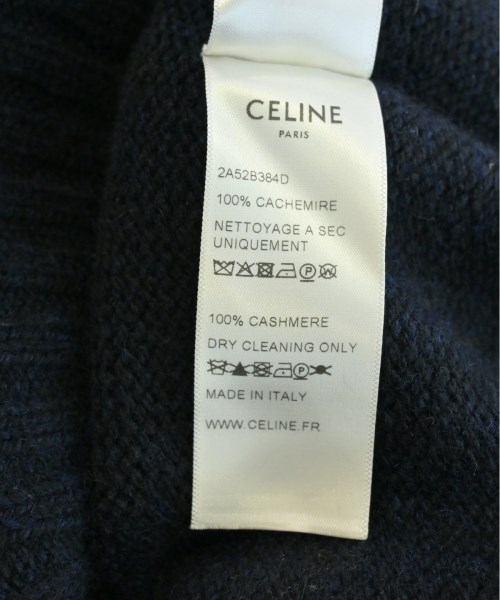 CELINE
PARIS
2A52B384D
100% CACHEMIRE
NETTOYAGE A SEC
UNIQUEMENT
100% CASHMERE
DRY CLEANING ONLY
MADE IN ITALY
WWW.CELINE.FR